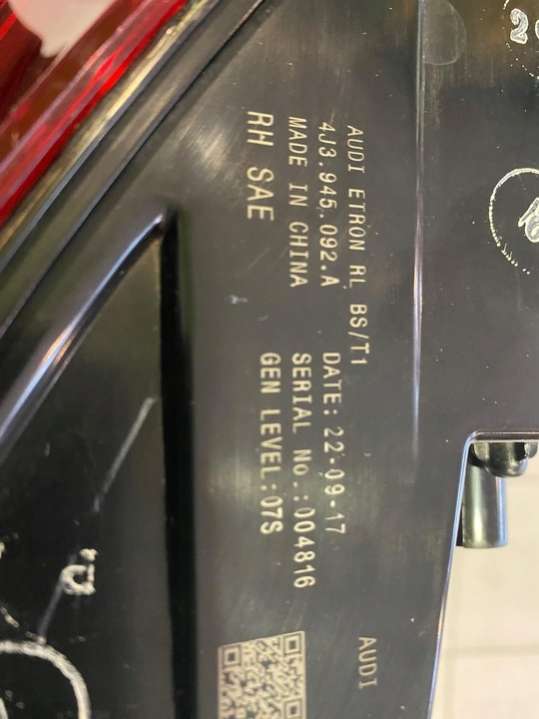 AUDI ETRON RL BS/T1
4J3.945.092.A
MADE IN CHINA
RH SAE
DATE: 22-09-17
SERIAL No.:004816
GEN LEVEL:07S
AUDI